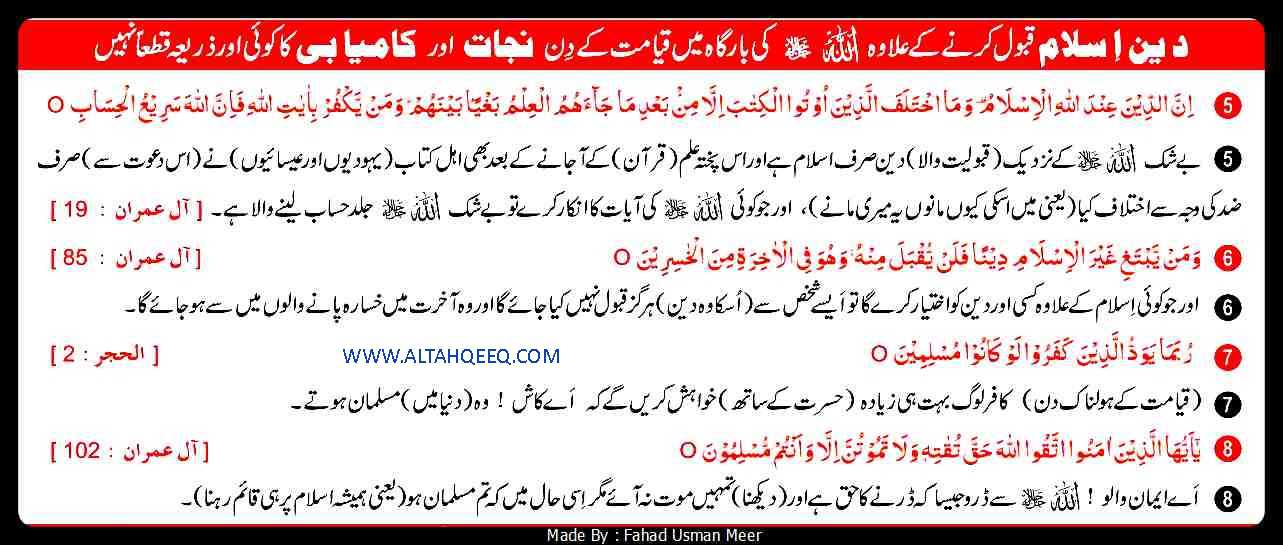 دین اِسلام قبول کرنے کے علاوہ اللہ ﷻ کی بارگاہ میں قیامت کے دِن نجات اور کامیابی کا کوئی اور ذریعہ قطعاً نہیں
5 اِنَّ الدِّیْنَ عِنْدَ اللّٰهِ الْاِسْلَامُ ۟ وَمَا اخْتَلَفَ الَّذِیْنَ اُوْتُوا الْكِتٰبَ اِلَّا مِنْۢ بَعْدِ مَا جَآءَهُمُ الْعِلْمُ بَغْیًۢا بَیْنَهُمْ ؕ وَمَنْ یَّكْفُرْ بِاٰیٰتِ اللّٰهِ فَاِنَّ اللّٰهَ سَرِیْعُ الْحِسَابِ O
5 بے شک اللہ ﷻ کے نزدیک (قبولیت والا) دین صرف اسلام ہے اور اس پختہ علم (قرآن) کے آجانے کے بعد بھی اھل کتاب (یہودیوں اور عیسائیوں) نے (اس دعوت سے) صرف
ضد کی وجہ سے اختلاف کیا (یعنی میں اسکی کیوں مانوں یہ میری مانے)، اور جو کوئی اللہ ﷻ کی آیات کا انکار کرے تو بے شک اللہ ﷻ جلد حساب لینے والا ہے۔ [ آل عمران : 19 ]
6 وَمَنْ یَّبْتَغِ غَیْرَ الْاِسْلَامِ دِیْنًا فَلَنْ یُّقْبَلَ مِنْهُ ۚ وَهُوَ فِی الْاٰخِرَةِ مِنَ الْخٰسِرِیْنَ O [ آل عمران : 85 ]
6 اور جو کوئی اِسلام کے علاوہ کسی اور دین کو اختیار کرے گا تو اَیسے شخص سے (اُسکا وہ دین) ہرگز قبول نہیں کیا جائے گا اور وہ آخرت میں خسارہ پانے والوں میں سے ہو جائے گا۔
7 رُبَمَا یَوَدُّ الَّذِیْنَ كَفَرُوْا لَوْ كَانُوْا مُسْلِمِیْنَ O WWW.ALTAHQEEQ.COM [ الحجر : 2 ]
7 (قیامت کے ہولناک دن) کافر لوگ بہت ہی زیادہ (حسرت کے ساتھ) خواہش کریں گے کہ اَے کاش ! وہ (دنیا میں) مسلمان ہوتے۔
8 یٰۤاَیُّهَا الَّذِیْنَ اٰمَنُوا اتَّقُوا اللّٰهَ حَقَّ تُقٰتِهٖ وَلَا تَمُوْتُنَّ اِلَّا وَاَنْتُمْ مُّسْلِمُوْنَ O [ آل عمران : 102 ]
8 اَے ایمان والو ! اللہ ﷻ سے ڈرو جیسا کہ ڈرنے کا حق ہے اور (دیکھنا) تمہیں موت نہ آئے مگر اِسی حال میں کہ تم مسلمان ہو (یعنی ہمیشہ اسلام پر ہی قائم رہنا)۔
Made By : Fahad Usman Meer